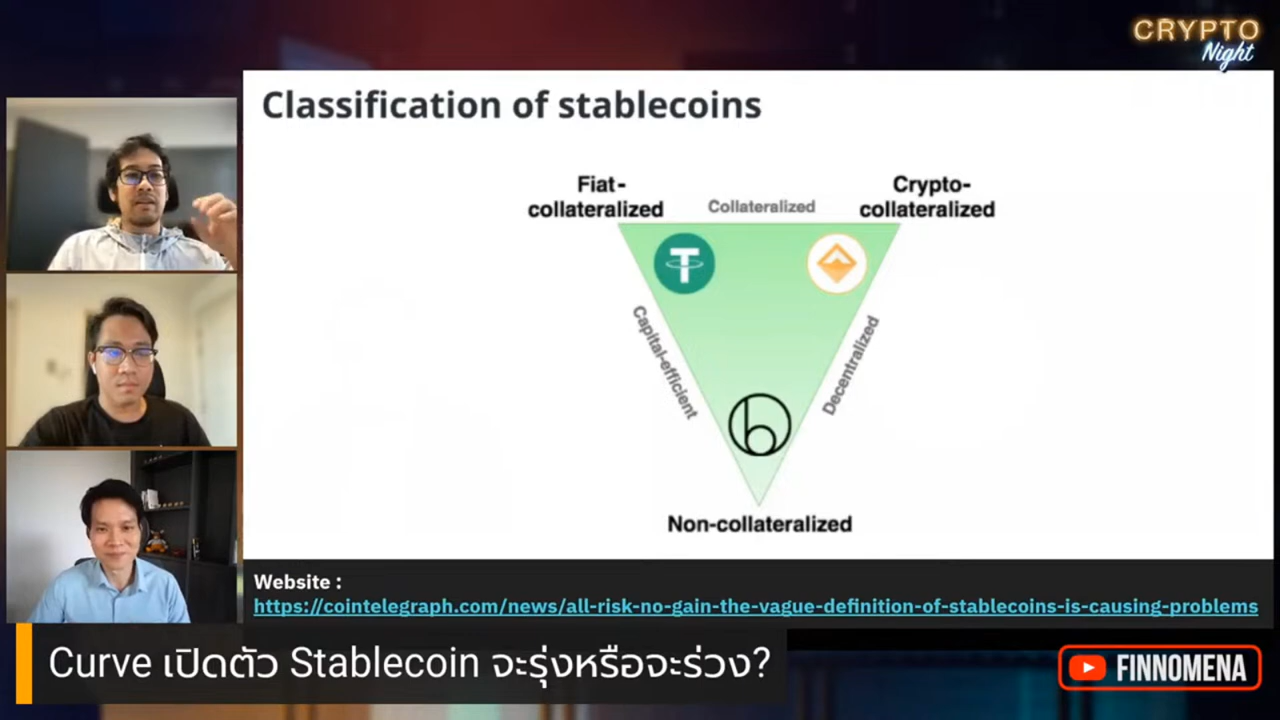 CRYPTO
Night
Classification of stablecoins
Fiat-
collateralized
Collateralized
Crypto-
collateralized
Capital-efficient
Decentralized
Non-collateralized
Website :
https://cointelegraph.com/news/all-risk-no-gain-the-vague-definition-of-stablecoins-is-causing-problems
Curve เปิดตัว Stablecoin จะรุ่งหรือจะร่วง?
FINNOMENA